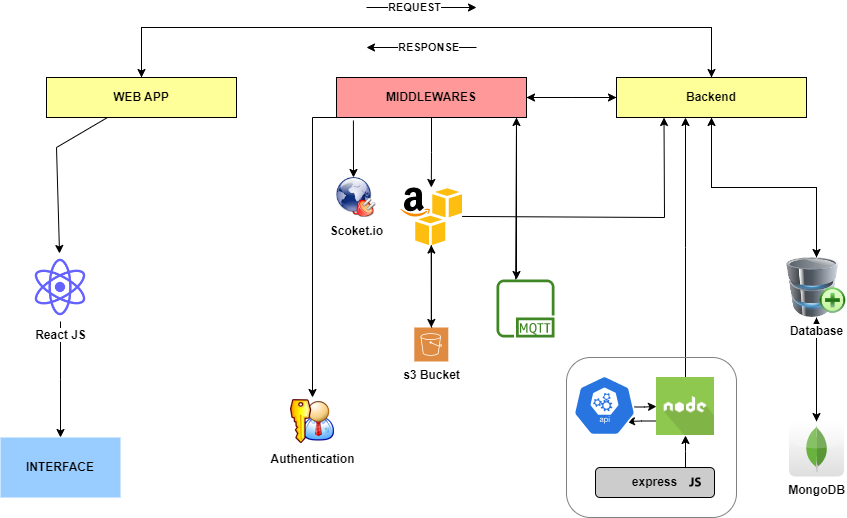 REQUEST
RESPONSE
WEB APP
MIDDLEWARES
Backend
Scoket.io
a
React JS
MQTT
Database
s3 Bucket
api
node
Authentication
INTERFACE
express JS
MongoDB